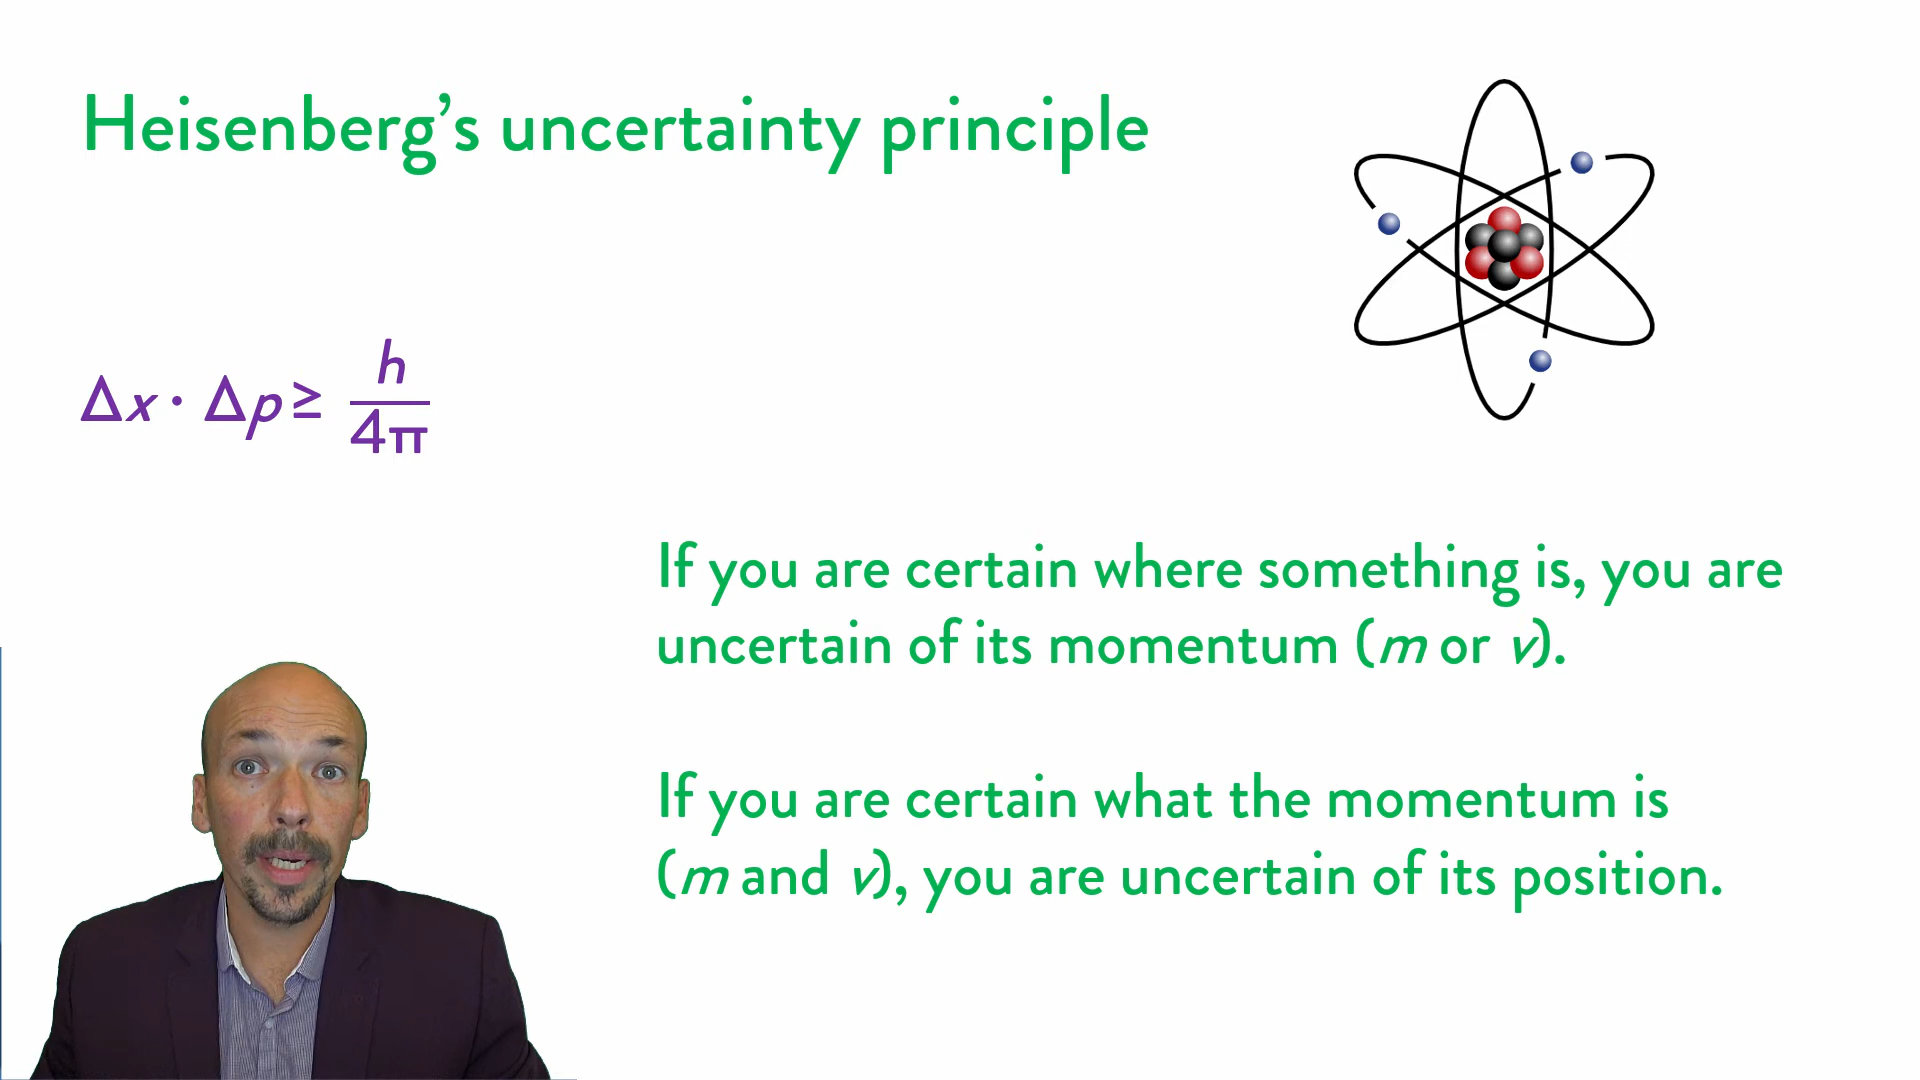 Heisenberg’s uncertainty principle
Δx · Δp ≥ h/4π
If you are certain where something is, you are
uncertain of its momentum (m or v).
If you are certain what the momentum is
(m and v), you are uncertain of its position.